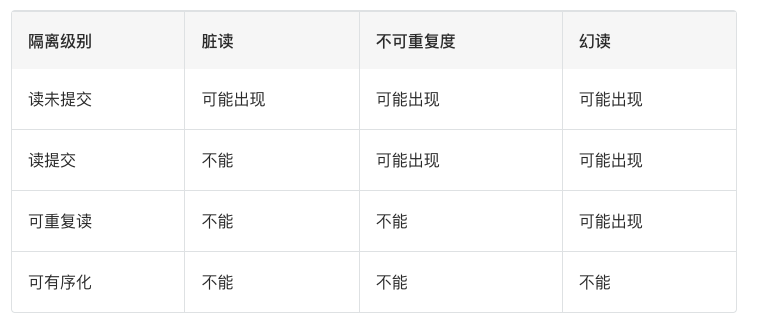 隔离级别 脏读 不可重复度 幻读
读未提交 可能出现 可能出现 可能出现
读提交 不能 可能出现 可能出现
可重复读 不能 不能 可能出现
可有序化 不能 不能 不能